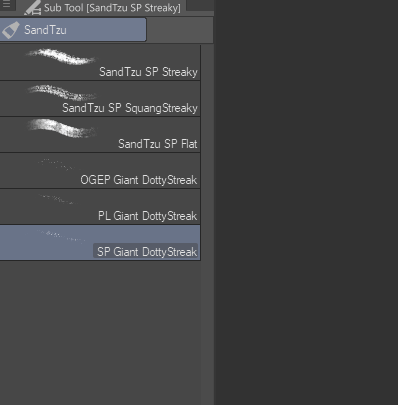 Sub Tool [SandTzu SP Streaky]
SandTzu
SandTzu SP Streaky
SandTzu SP SquangStreaky
SandTzu SP Flat
OGEP Giant DottyStreak
PL Giant DottyStreak
SP Giant DottyStreak